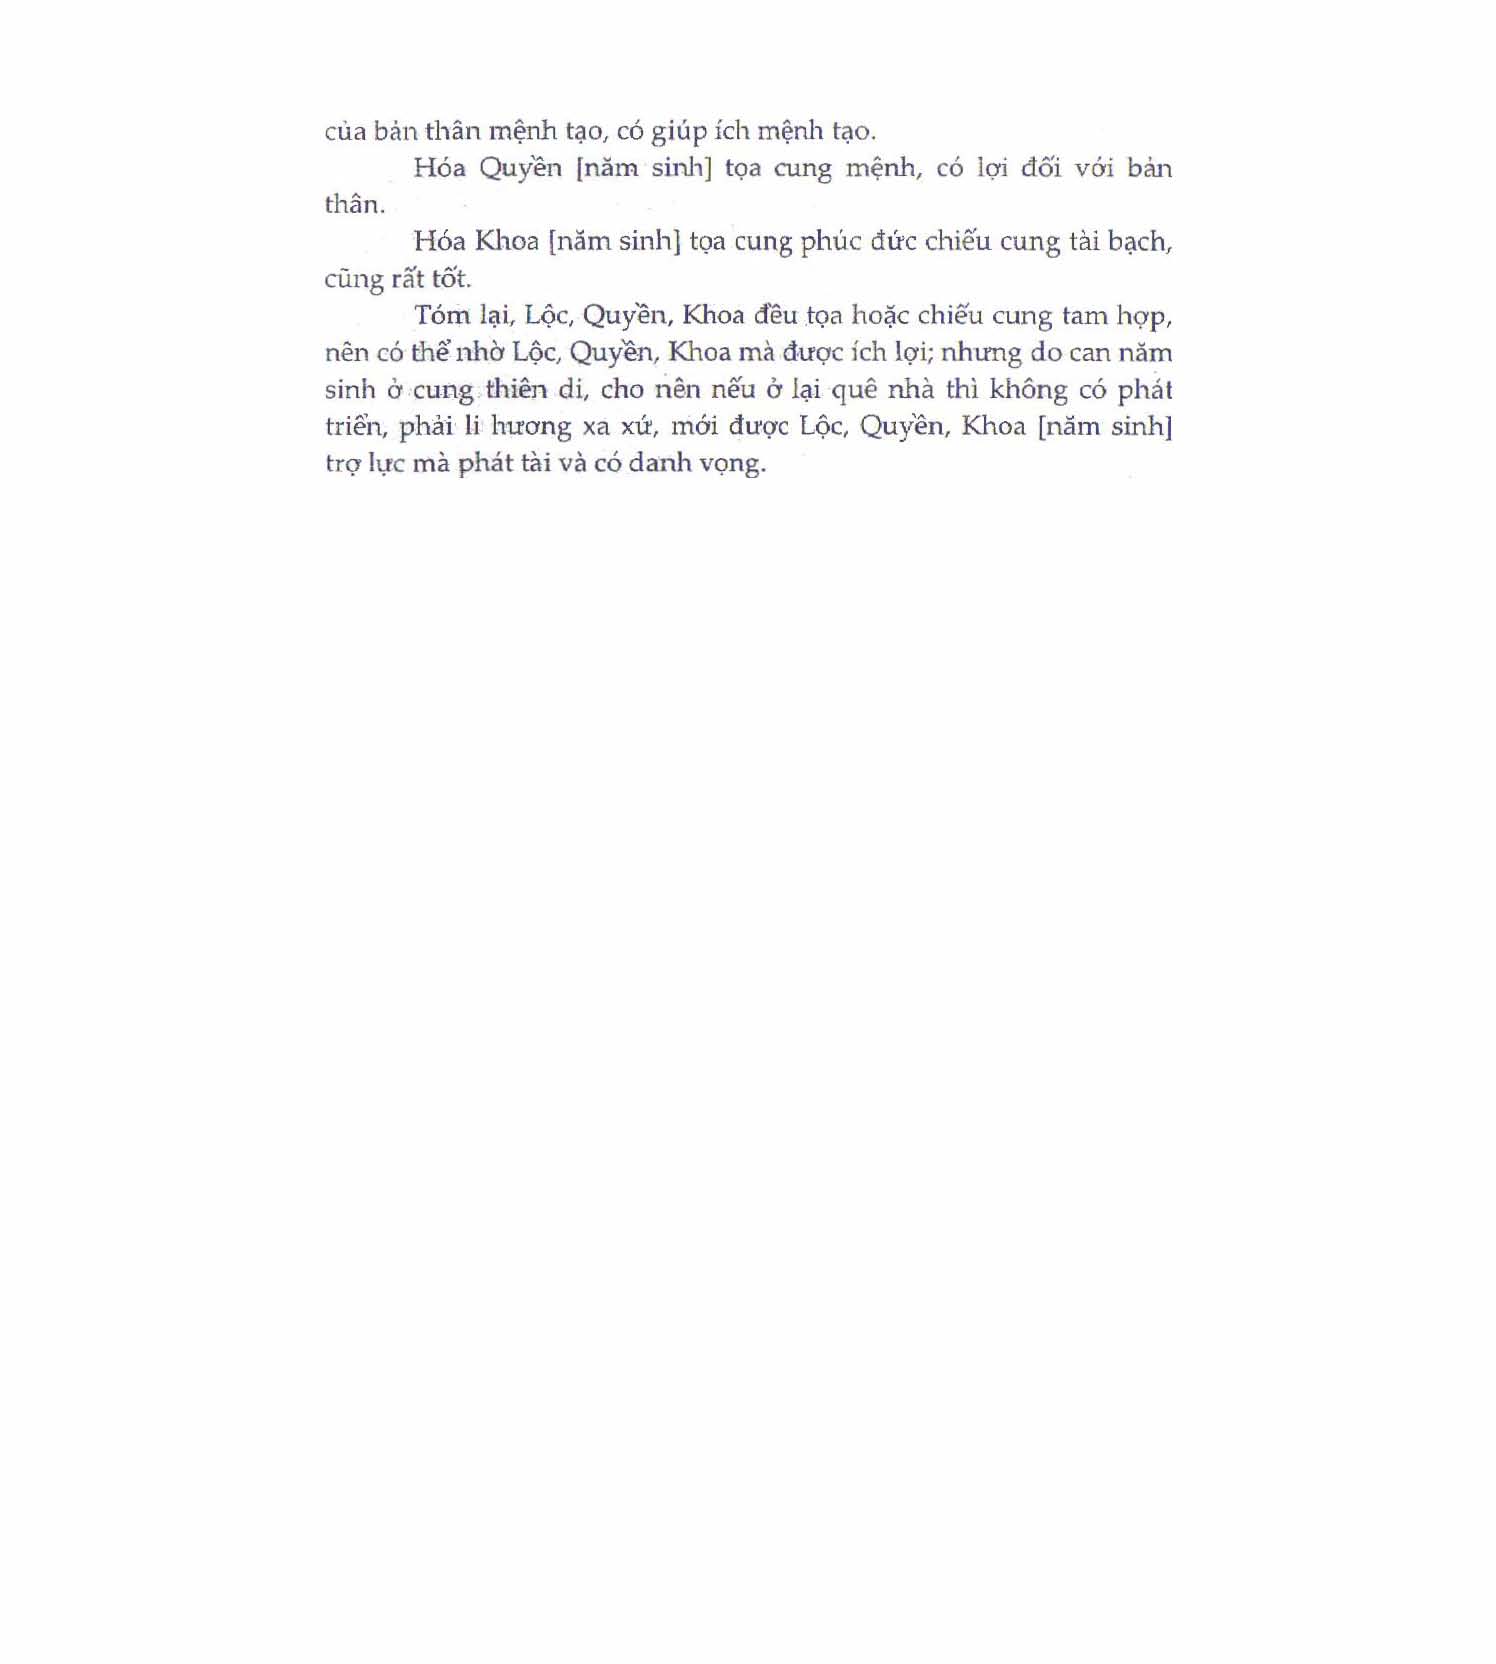 của bản thân mệnh tạo, có giúp ích mệnh tạo.
Hóa Quyền [năm sinh] tọa cung mệnh, có lợi đối với bản
thân.
Hóa Khoa [năm sinh] tọa cung phúc đức chiếu cung tài bạch,
cũng rất tốt.
Tóm lại, Lộc, Quyền, Khoa đều tọa hoặc chiếu cung tam hợp,
nên có thể nhờ Lộc, Quyền, Khoa mà được ích lợi; nhưng do can năm
sinh ở cung thiên di, cho nên nếu ở lại quê nhà thì không có phát
triển, phải li hương xa xứ, mới được Lộc, Quyền, Khoa [năm sinh]
trợ lực mà phát tài và có danh vọng.